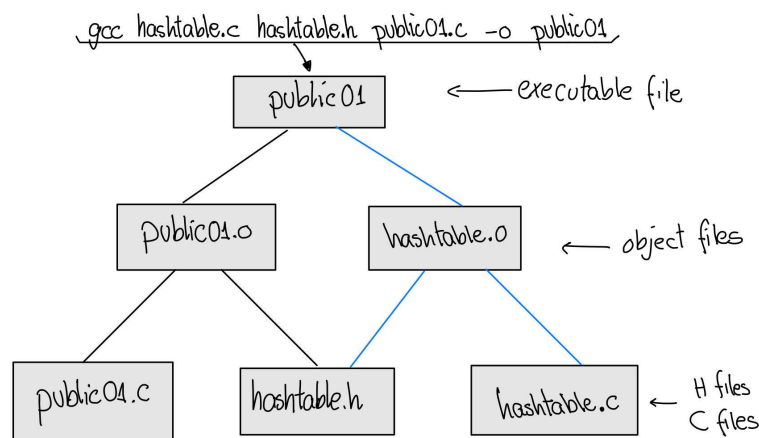 gcc hashtable.c hashtable.h public01.c -o public01
public01
executable file
public01.o
hashtable.o
object files
public01.c
hashtable.h
hashtable.c
H files
C files